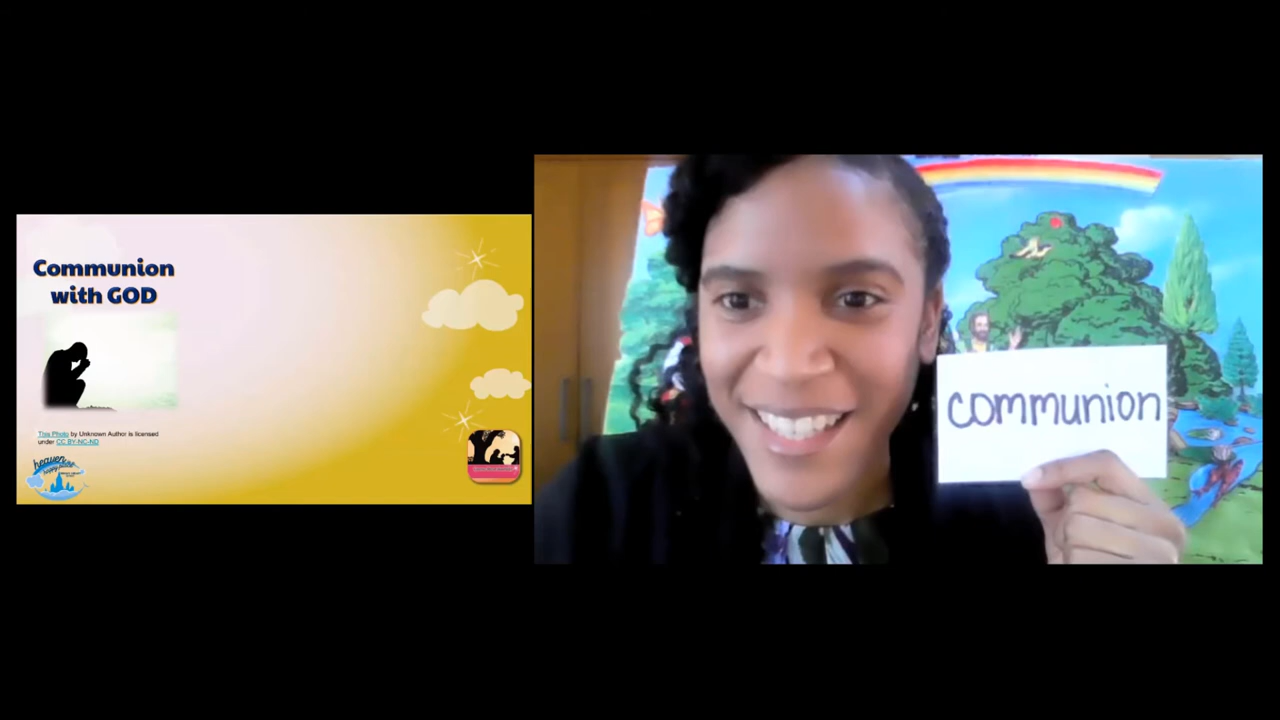 Communion
with GOD
This Photo by Unknown Author is licensed
under CC BY-NC-ND
heaven
communion